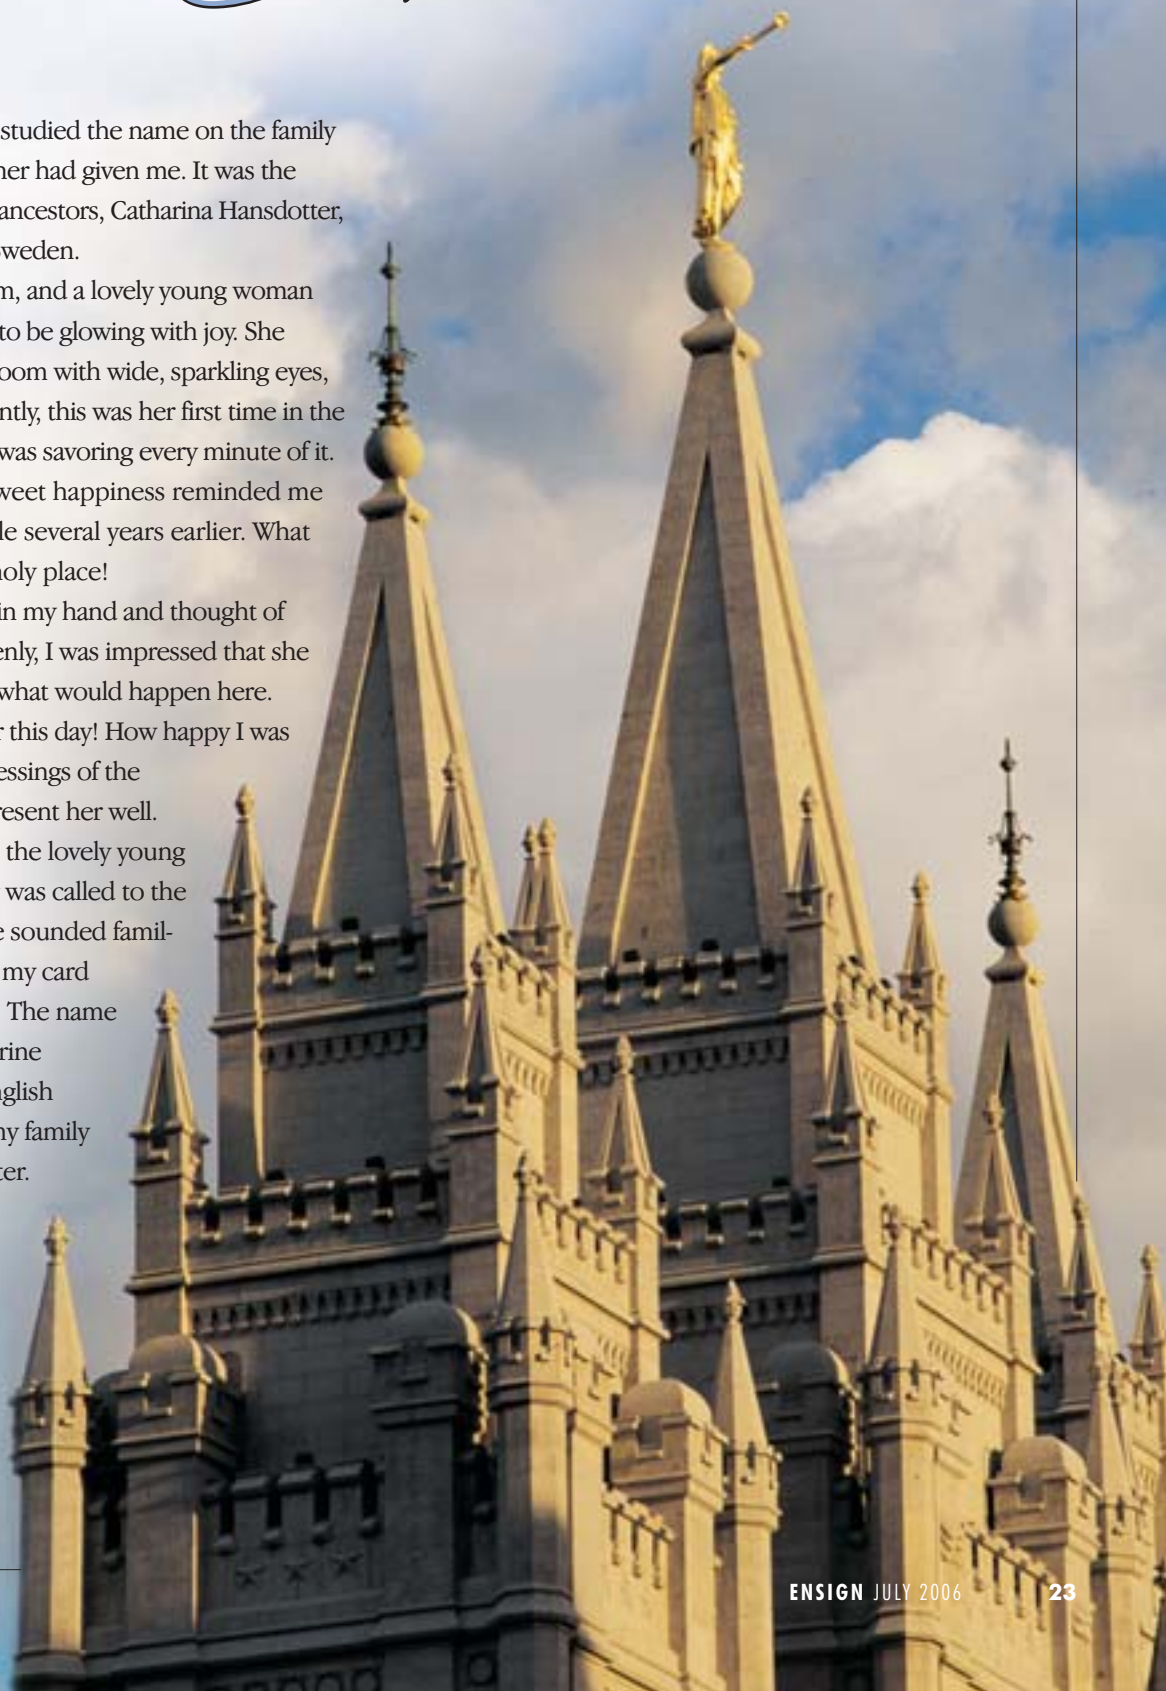 studied the name on the family
her had given me. It was the
ancestors, Catharina Hansdotter,
weden.
m, and a lovely young woman
to be glowing with joy. She
oom with wide, sparkling eyes,
ntly, this was her first time in the
was savoring every minute of it.
weet happiness reminded me
le several years earlier. What
holy place!
in my hand and thought of
enly, I was impressed that she
what would happen here.
r this day! How happy I was
essings of the
resent her well.
the lovely young
was called to the
e sounded famil-
my card
The name
rine
nglish
ny family
ter.
ENSIGN JULY 2006 23